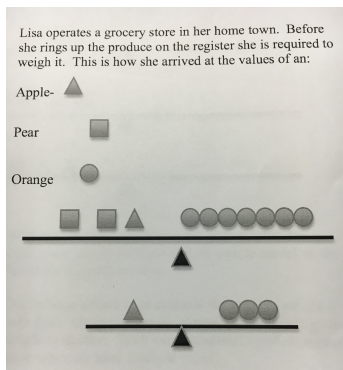 Lisa operates a grocery store in her home town. Before
she rings up the produce on the register she is required to
weigh it. This is how she arrived at the values of an:
Apple-
Pear
Orange